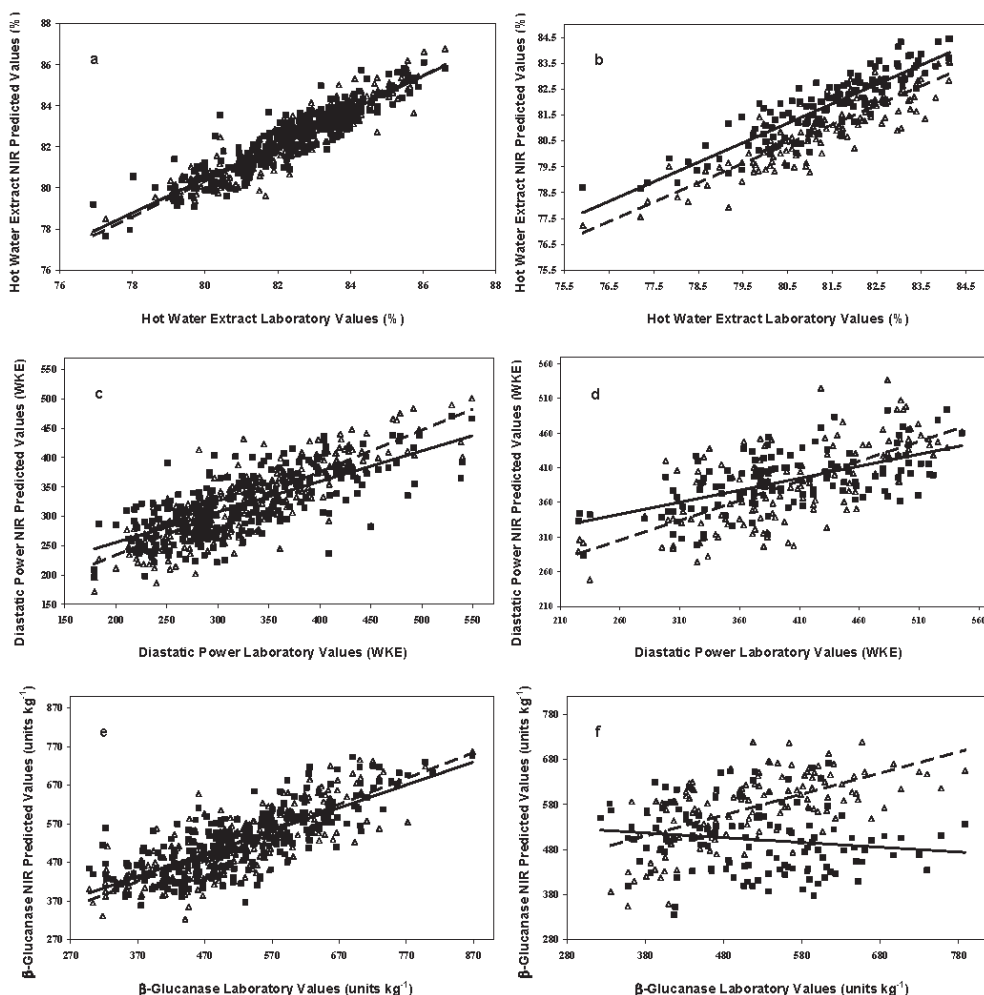 Hot Water Extract NIR Predicted Values (%)
a
88
86
84
82
80
78
76
76 78 80 82 84 86 88
Hot Water Extract Laboratory Values (%)
Hot Water Extract NIR Predicted Values (%)
b
84.5
83.5
82.5
81.5
80.5
79.5
78.5
77.5
76.5
75.5
75.5 76.5 77.5 78.5 79.5 80.5 81.5 82.5 83.5 84.5
Hot Water Extract Laboratory Values (%)
Diastatic Power NIR Predicted Values (WKE)
c
550
500
450
400
350
300
250
200
150
150 200 250 300 350 400 450 500 550
Diastatic Power Laboratory Values (WKE)
Diastatic Power NIR Predicted Values (WKE)
d
560
510
460
410
360
310
260
210
210 260 310 360 410 460 510 560
Diastatic Power Laboratory Values (WKE)
β-Glucanase NIR Predicted Values (units kg⁻¹)
e
870
770
670
570
470
370
270
270 370 470 570 670 770 870
β-Glucanase Laboratory Values (units kg⁻¹)
β-Glucanase NIR Predicted Values (units kg⁻¹)
f
780
680
580
480
380
280
280 380 480 580 680 780
β-Glucanase Laboratory Values (units kg⁻¹)